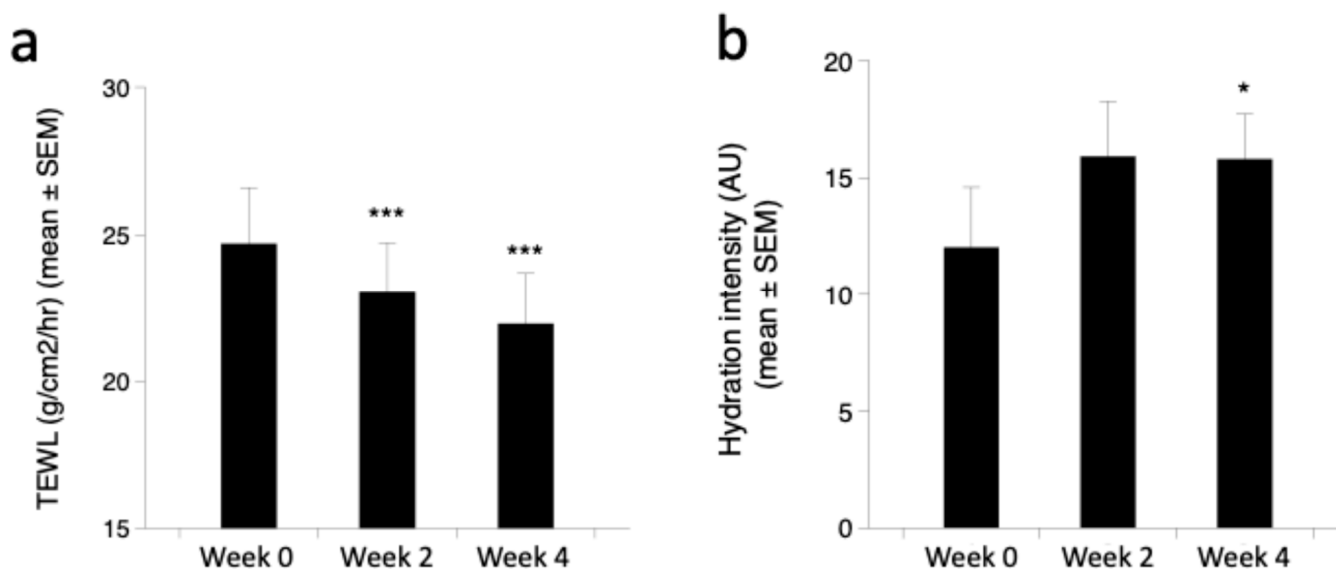 a
TEWL (g/cm2/hr) (mean ± SEM)
30
25
20
15
***
***
Week 0 Week 2 Week 4
b
Hydration intensity (AU)
(mean ± SEM)
20
15
10
5
0
*
Week 0 Week 2 Week 4